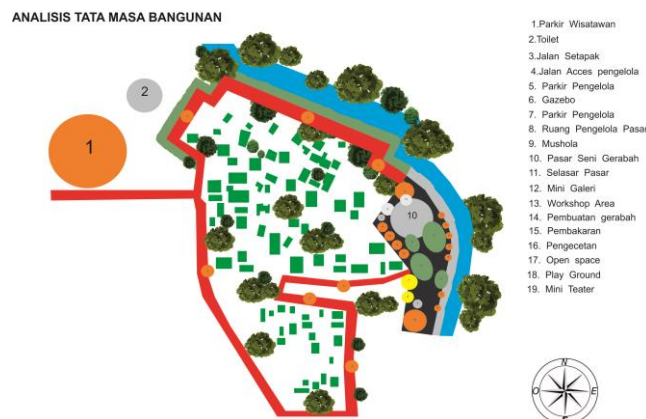 ANALISIS TATA MASA BANGUNAN
1
2
10
1.Parkir Wisatawan
2.Toilet
3.Jalan Setapak
4.Jalan Acces pengelola
5. Parkir Pengelola
6. Gazebo
7. Parkir Pengelola
8. Ruang Pengelola Pasar
9. Mushola
10. Pasar Seni Gerabah
11. Selasar Pasar
12. Mini Galeri
13. Workshop Area
14. Pembuatan gerabah
15. Pembakaran
16. Pengecetan
17. Open space
18. Play Ground
19. Mini Teater
N
O
E